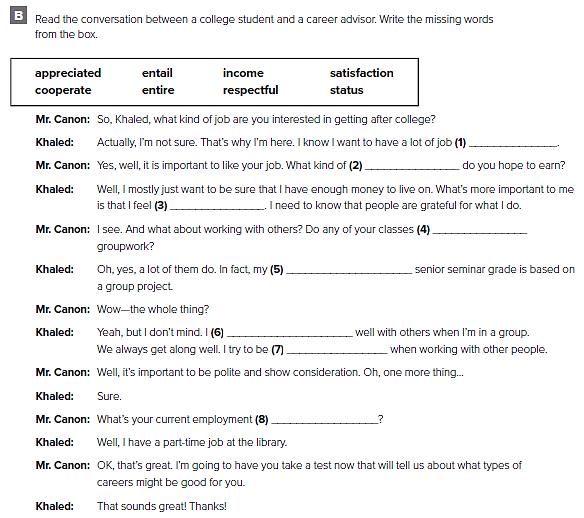 B Read the conversation between a college student and a career advisor. Write the missing words
from the box.
appreciated entail income satisfaction
cooperate entire respectful status
Mr. Canon: So, Khaled, what kind of job are you interested in getting after college?
Khaled: Actually, I'm not sure. That's why I'm here. I know I want to have a lot of job (1) ________________.
Mr. Canon: Yes, well, it is important to like your job. What kind of (2) ________________ do you hope to earn?
Khaled: Well, I mostly just want to be sure that I have enough money to live on. What's more important to me
is that I feel (3) ________________. I need to know that people are grateful for what I do.
Mr. Canon: I see. And what about working with others? Do any of your classes (4) ________________
groupwork?
Khaled: Oh, yes, a lot of them do. In fact, my (5) ________________ senior seminar grade is based on
a group project.
Mr. Canon: Wow—the whole thing?
Khaled: Yeah, but I don't mind. I (6) ________________ well with others when I'm in a group.
We always get along well. I try to be (7) ________________ when working with other people.
Mr. Canon: Well, it's important to be polite and show consideration. Oh, one more thing...
Khaled: Sure.
Mr. Canon: What's your current employment (8) ________________?
Khaled: Well, I have a part-time job at the library.
Mr. Canon: OK, that's great. I'm going to have you take a test now that will tell us about what types of
careers might be good for you.
Khaled: That sounds great! Thanks!